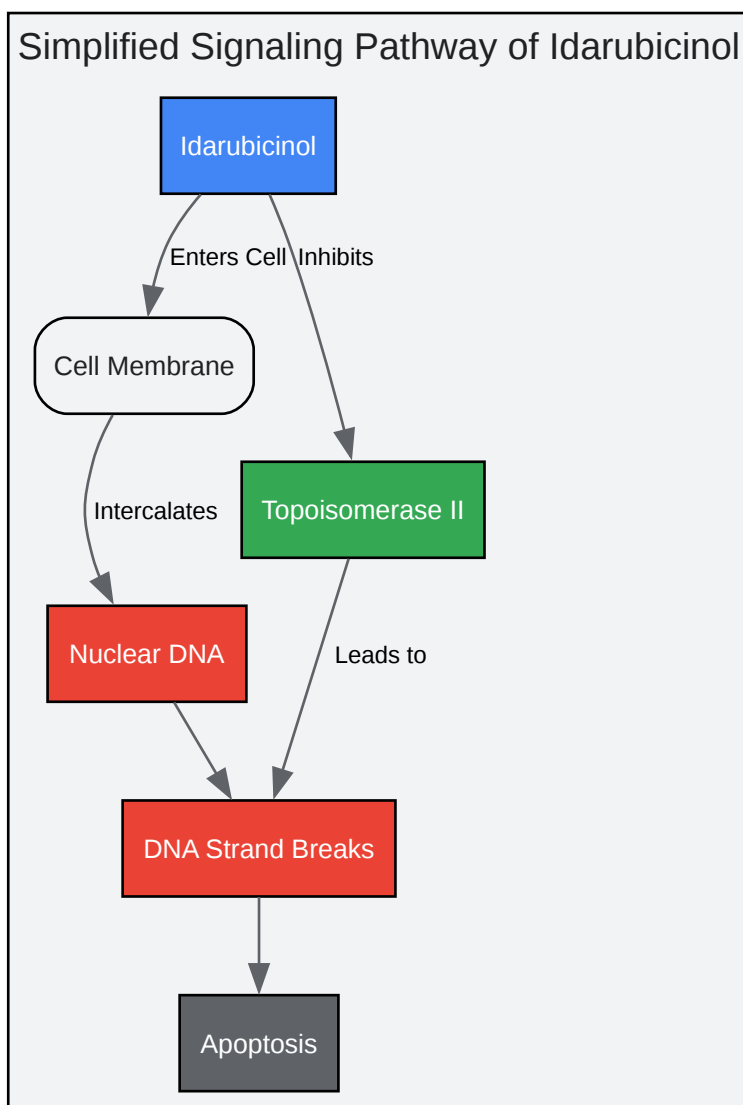 Simplified Signaling Pathway of Idarubicinol
Idarubicinol
Enters Cell
Inhibits
Cell Membrane
Intercalates
Topoisomerase II
Nuclear DNA
Leads to
DNA Strand Breaks
Apoptosis